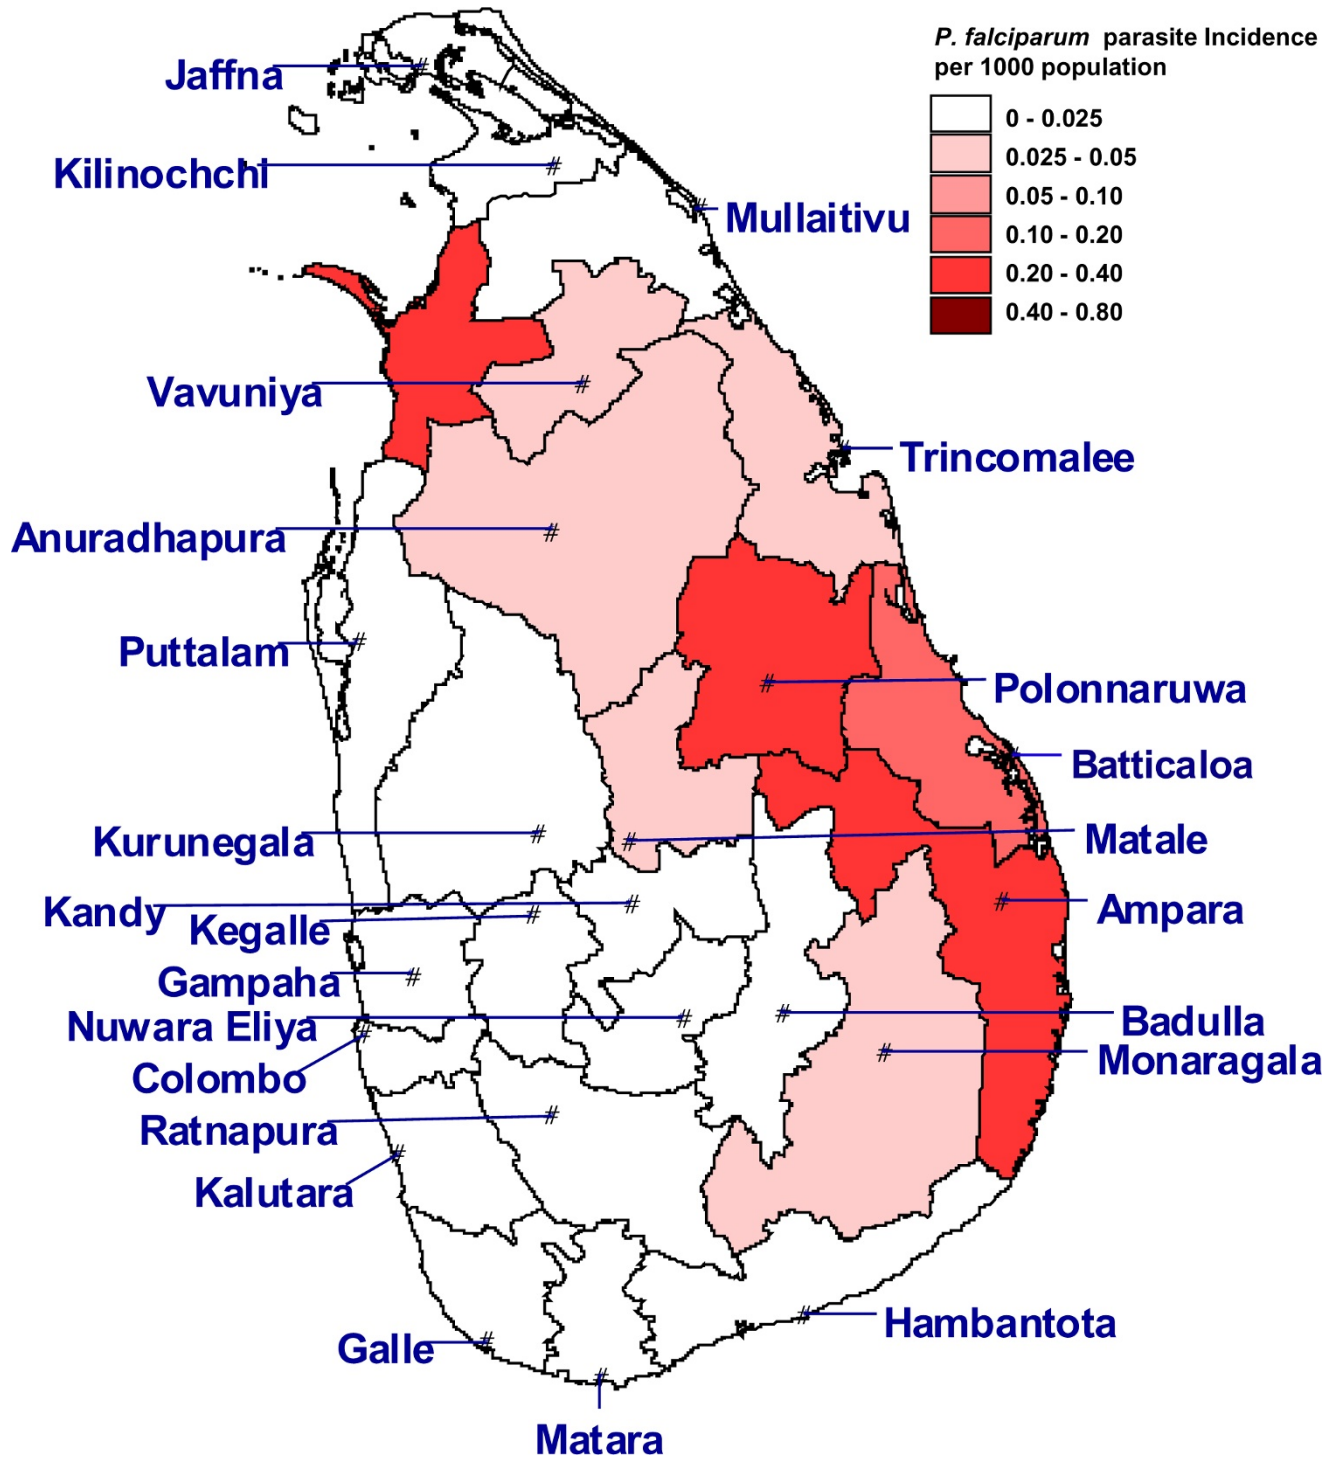 P. falciparum parasite Incidence
per 1000 population
0 - 0.025
0.025 - 0.05
0.05 - 0.10
0.10 - 0.20
0.20 - 0.40
0.40 - 0.80
Jaffna
Kilinochchi
Mullaitivu
Vavuniya
Trincomalee
Anuradhapura
Puttalam
Polonnaruwa
Batticaloa
Kurunegala
Matale
Kandy
Kegalle
Ampara
Gampaha
Nuwara Eliya
Badulla
Colombo
Monaragala
Ratnapura
Kalutara
Hambantota
Galle
Matara